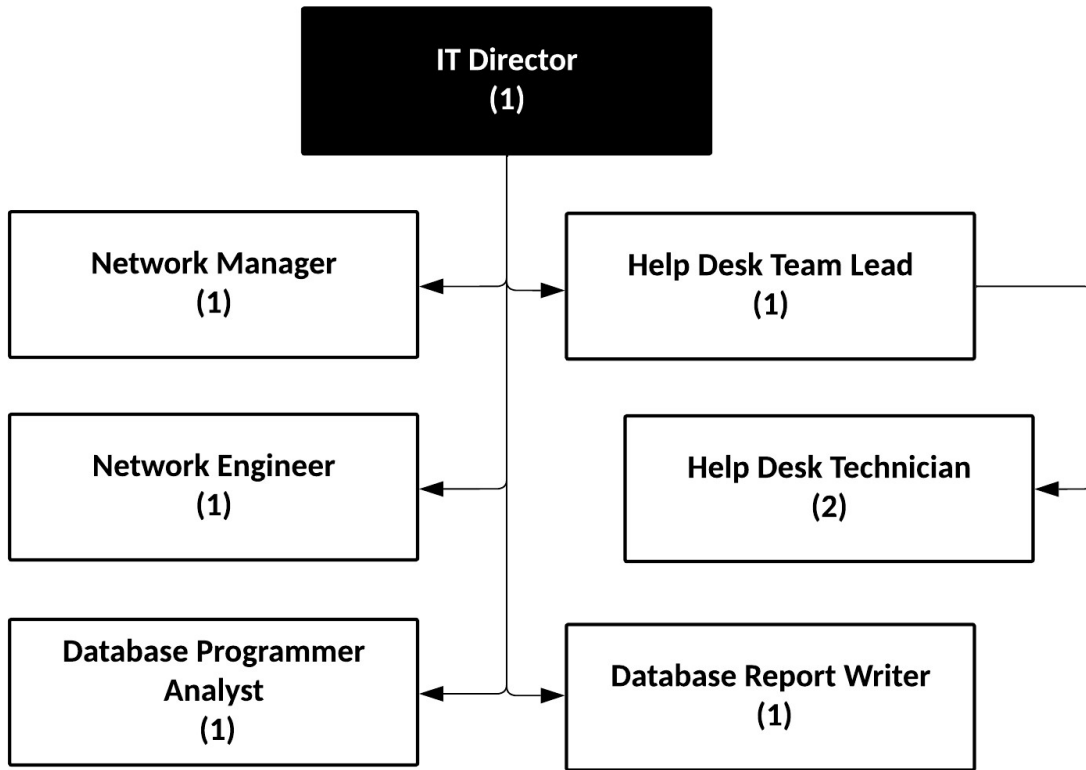 IT Director
(1)
Network Manager
(1)
Help Desk Team Lead
(1)
Network Engineer
(1)
Help Desk Technician
(2)
Database Programmer
Analyst
(1)
Database Report Writer
(1)